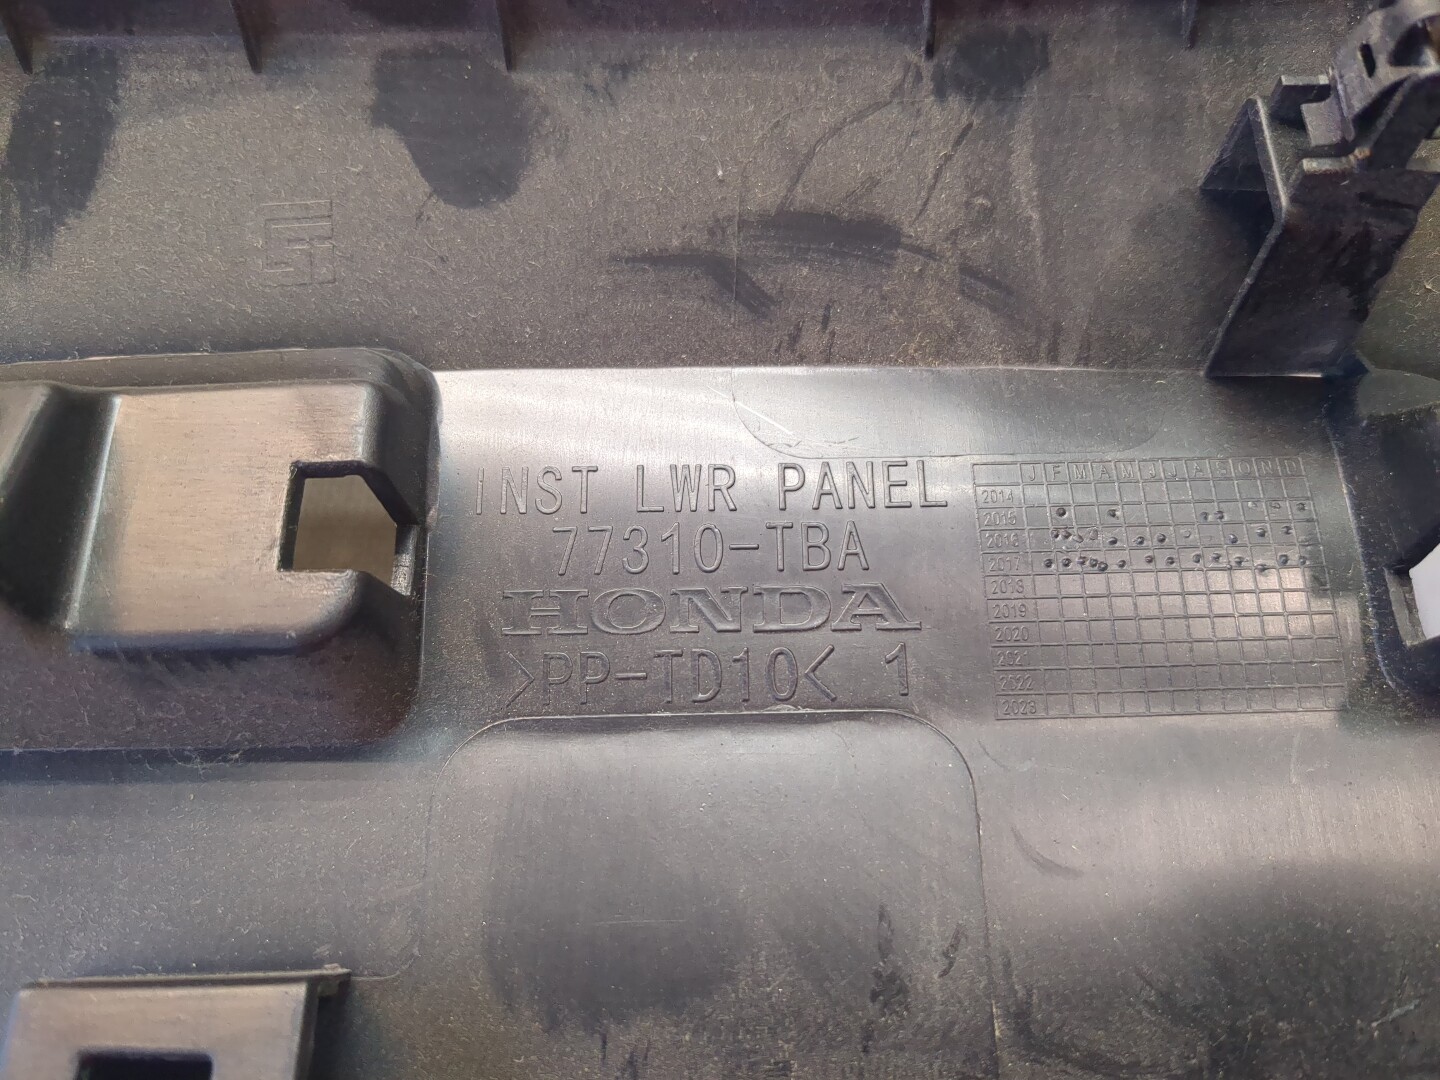 INST LWR PANEL
77310-TBA
HONDA
>PP-TD10< 1
J F M A M J J A S O N D
2014
2015
2016
2017
2018
2019
2020
2021
2022
2023